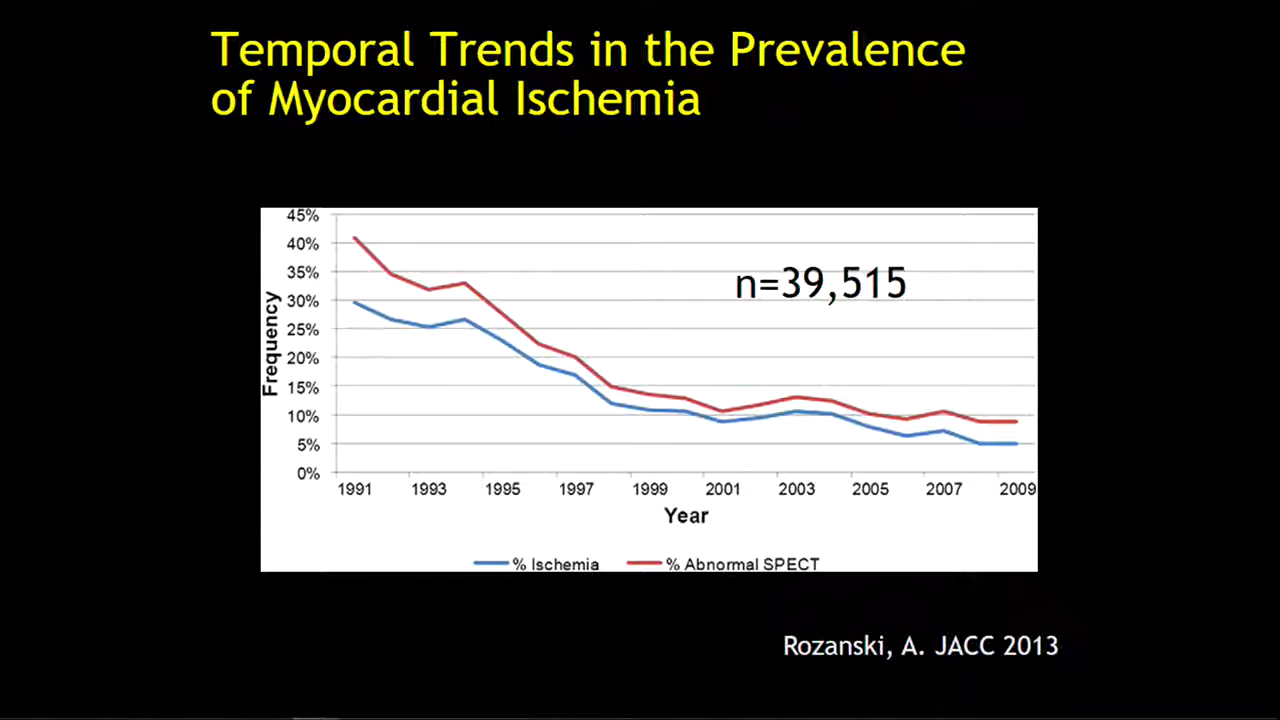 Temporal Trends in the Prevalence
of Myocardial Ischemia
45%
40%
35%
30%
25%
20%
15%
10%
5%
0%
Frequency
n=39,515
1991 1993 1995 1997 1999 2001 2003 2005 2007 2009
Year
% Ischemia % Abnormal SPECT
Rozanski, A. JACC 2013